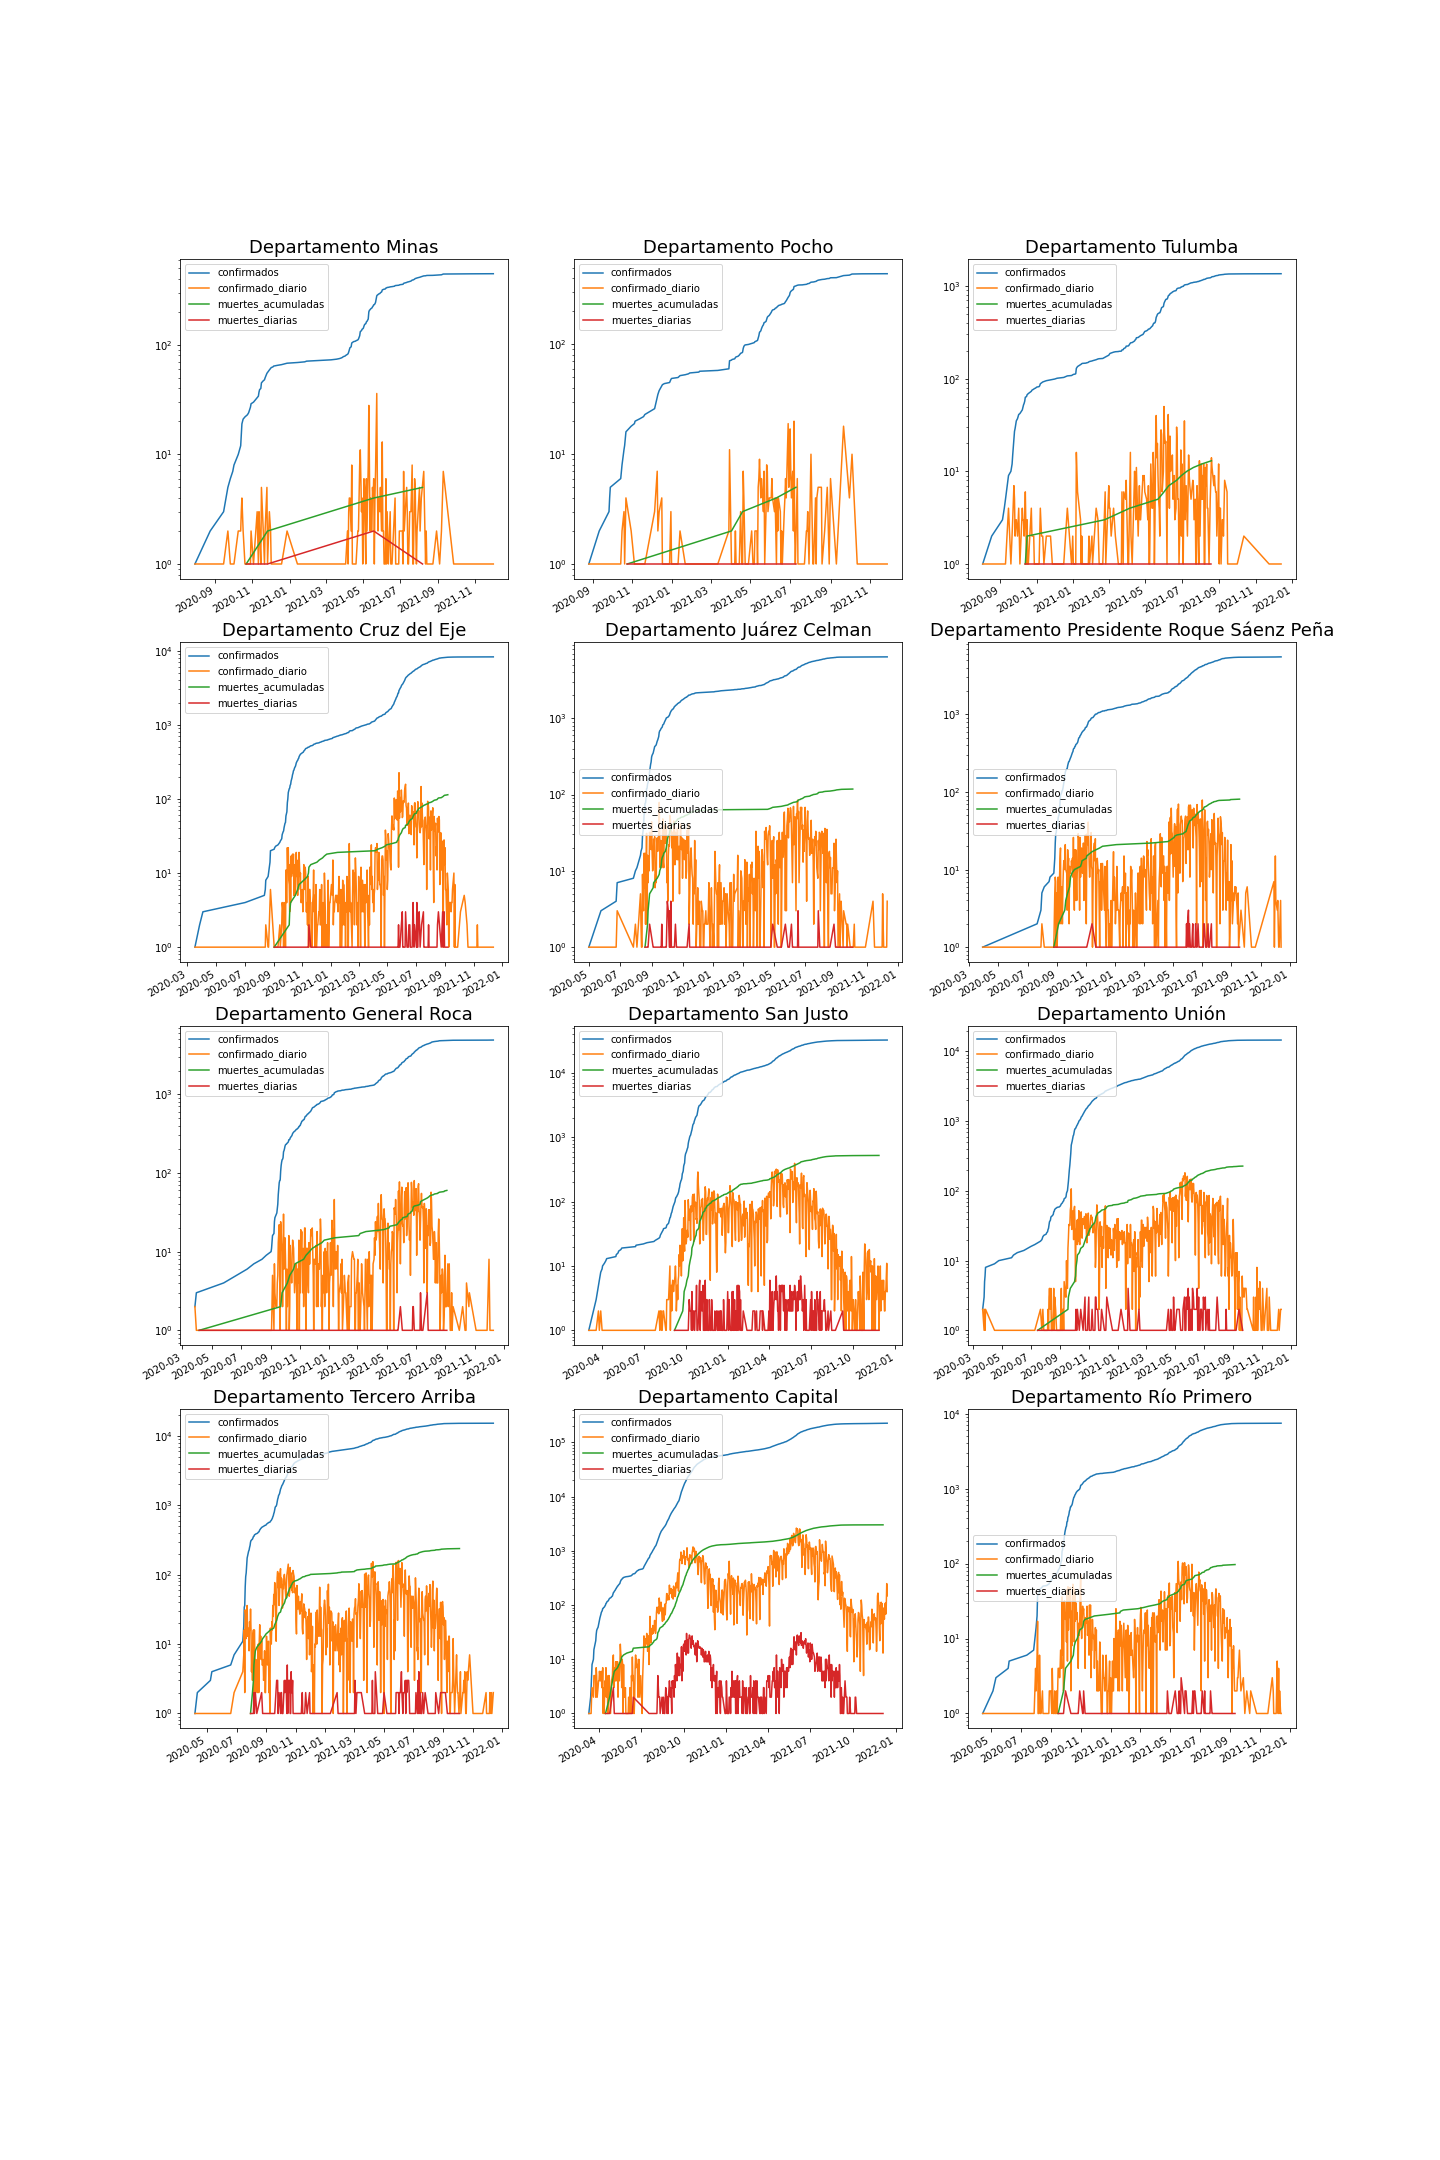 Departamento Minas
confirmados
confirmado_diario
muertes_acumuladas
muertes_diarias
10²
10¹
10⁰
2020-09 2020-11 2021-01 2021-03 2021-05 2021-07 2021-09 2021-11
Departamento Pocho
confirmados
confirmado_diario
muertes_acumuladas
muertes_diarias
10²
10¹
10⁰
2020-09 2020-11 2021-01 2021-03 2021-05 2021-07 2021-09 2021-11
Departamento Tulumba
confirmados
confirmado_diario
muertes_acumuladas
muertes_diarias
10³
10²
10¹
10⁰
2020-09 2020-11 2021-01 2021-03 2021-05 2021-07 2021-09 2021-11 2022-01
Departamento Cruz del Eje
confirmados
confirmado_diario
muertes_acumuladas
muertes_diarias
10⁴
10³
10²
10¹
10⁰
2020-03 2020-05 2020-07 2020-09 2020-11 2021-01 2021-03 2021-05 2021-07 2021-09 2021-11 2022-01
Departamento Juárez Celman
confirmados
confirmado_diario
muertes_acumuladas
muertes_diarias
10³
10²
10¹
10⁰
2020-05 2020-07 2020-09 2020-11 2021-01 2021-03 2021-05 2021-07 2021-09 2021-11 2022-01
Departamento Presidente Roque Sáenz Peña
confirmados
confirmado_diario
muertes_acumuladas
muertes_diarias
10³
10²
10¹
10⁰
2020-03 2020-05 2020-07 2020-09 2020-11 2021-01 2021-03 2021-05 2021-07 2021-09 2021-11 2022-01
Departamento General Roca
confirmados
confirmado_diario
muertes_acumuladas
muertes_diarias
10³
10²
10¹
10⁰
2020-03 2020-05 2020-07 2020-09 2020-11 2021-01 2021-03 2021-05 2021-07 2021-09 2021-11 2022-01
Departamento San Justo
confirmados
confirmado_diario
muertes_acumuladas
muertes_diarias
10⁴
10³
10²
10¹
10⁰
2020-04 2020-07 2020-10 2021-01 2021-04 2021-07 2021-10 2022-01
Departamento Unión
confirmados
confirmado_diario
muertes_acumuladas
muertes_diarias
10⁴
10³
10²
10¹
10⁰
2020-03 2020-05 2020-07 2020-09 2020-11 2021-01 2021-03 2021-05 2021-07 2021-09 2021-11 2022-01
Departamento Tercero Arriba
confirmados
confirmado_diario
muertes_acumuladas
muertes_diarias
10⁴
10³
10²
10¹
10⁰
2020-05 2020-07 2020-09 2020-11 2021-01 2021-03 2021-05 2021-07 2021-09 2021-11 2022-01
Departamento Capital
confirmados
confirmado_diario
muertes_acumuladas
muertes_diarias
10⁵
10⁴
10³
10²
10¹
10⁰
2020-04 2020-07 2020-10 2021-01 2021-04 2021-07 2021-10 2022-01
Departamento Río Primero
confirmados
confirmado_diario
muertes_acumuladas
muertes_diarias
10⁴
10³
10²
10¹
10⁰
2020-05 2020-07 2020-09 2020-11 2021-01 2021-03 2021-05 2021-07 2021-09 2021-11 2022-01